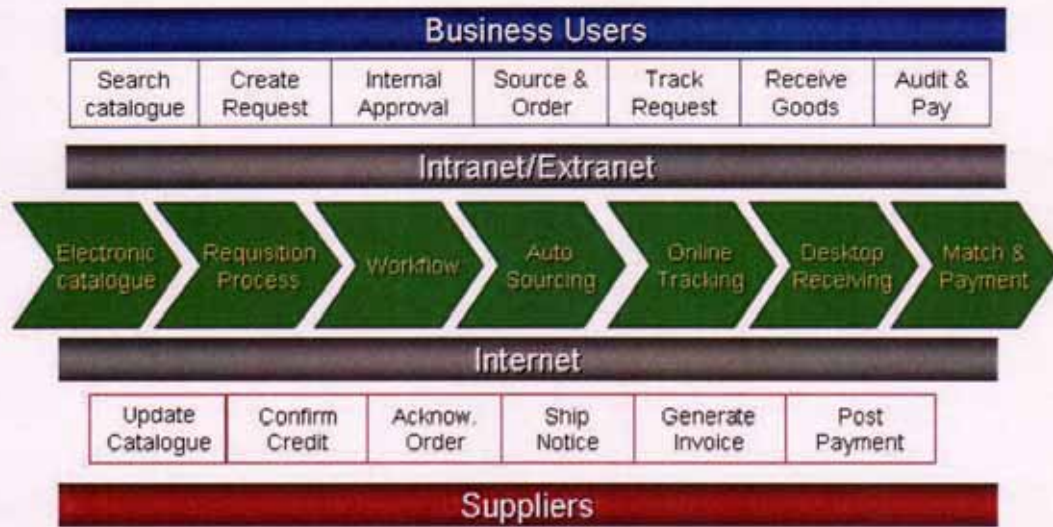 Business Users
Search catalogue
Create Request
Internal Approval
Source & Order
Track Request
Receive Goods
Audit & Pay
Intranet/Extranet
Electronic catalogue
Requisition Process
Workflow
Auto Sourcing
Online Tracking
Desktop Receiving
Match & Payment
Internet
Update Catalogue
Confirm Credit
Acknow. Order
Ship Notice
Generate Invoice
Post Payment
Suppliers